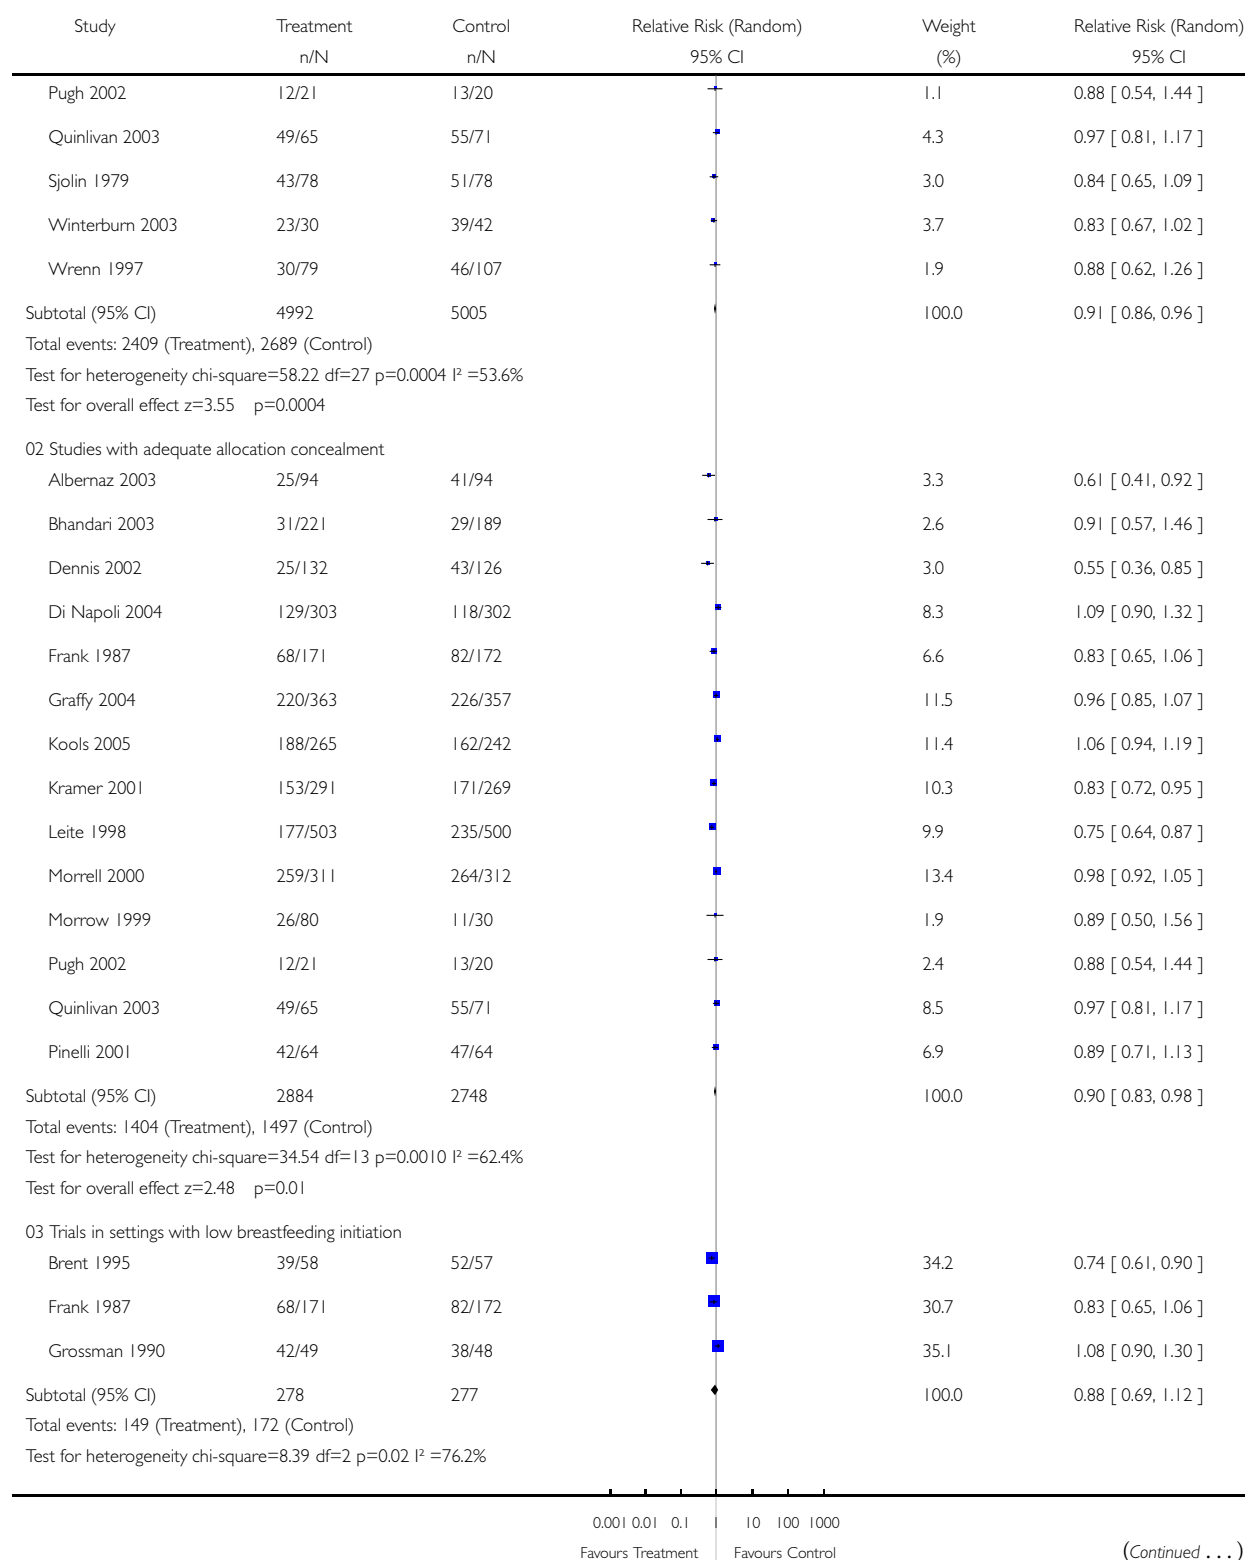 Study Treatment Control Relative Risk (Random) Weight Relative Risk (Random)
n/N n/N 95% CI (%) 95% CI
Pugh 2002 12/21 13/20 1.1 0.88 [ 0.54, 1.44 ]
Quinlivan 2003 49/65 55/71 4.3 0.97 [ 0.81, 1.17 ]
Sjolin 1979 43/78 51/78 3.0 0.84 [ 0.65, 1.09 ]
Winterburn 2003 23/30 39/42 3.7 0.83 [ 0.67, 1.02 ]
Wrenn 1997 30/79 46/107 1.9 0.88 [ 0.62, 1.26 ]
Subtotal (95% CI) 4992 5005 100.0 0.91 [ 0.86, 0.96 ]
Total events: 2409 (Treatment), 2689 (Control)
Test for heterogeneity chi-square=58.22 df=27 p=0.0004 I² =53.6%
Test for overall effect z=3.55 p=0.0004
02 Studies with adequate allocation concealment
Albernaz 2003 25/94 41/94 3.3 0.61 [ 0.41, 0.92 ]
Bhandari 2003 31/221 29/189 2.6 0.91 [ 0.57, 1.46 ]
Dennis 2002 25/132 43/126 3.0 0.55 [ 0.36, 0.85 ]
Di Napoli 2004 129/303 118/302 8.3 1.09 [ 0.90, 1.32 ]
Frank 1987 68/171 82/172 6.6 0.83 [ 0.65, 1.06 ]
Graffy 2004 220/363 226/357 11.5 0.96 [ 0.85, 1.07 ]
Kools 2005 188/265 162/242 11.4 1.06 [ 0.94, 1.19 ]
Kramer 2001 153/291 171/269 10.3 0.83 [ 0.72, 0.95 ]
Leite 1998 177/503 235/500 9.9 0.75 [ 0.64, 0.87 ]
Morrell 2000 259/311 264/312 13.4 0.98 [ 0.92, 1.05 ]
Morrow 1999 26/80 11/30 1.9 0.89 [ 0.50, 1.56 ]
Pugh 2002 12/21 13/20 2.4 0.88 [ 0.54, 1.44 ]
Quinlivan 2003 49/65 55/71 8.5 0.97 [ 0.81, 1.17 ]
Pinelli 2001 42/64 47/64 6.9 0.89 [ 0.71, 1.13 ]
Subtotal (95% CI) 2884 2748 100.0 0.90 [ 0.83, 0.98 ]
Total events: 1404 (Treatment), 1497 (Control)
Test for heterogeneity chi-square=34.54 df=13 p=0.0010 I² =62.4%
Test for overall effect z=2.48 p=0.01
03 Trials in settings with low breastfeeding initiation
Brent 1995 39/58 52/57 34.2 0.74 [ 0.61, 0.90 ]
Frank 1987 68/171 82/172 30.7 0.83 [ 0.65, 1.06 ]
Grossman 1990 42/49 38/48 35.1 1.08 [ 0.90, 1.30 ]
Subtotal (95% CI) 278 277 100.0 0.88 [ 0.69, 1.12 ]
Total events: 149 (Treatment), 172 (Control)
Test for heterogeneity chi-square=8.39 df=2 p=0.02 I² =76.2%
0.001 0.01 0.1 1 10 100 1000
Favours Treatment Favours Control (Continued . . . )